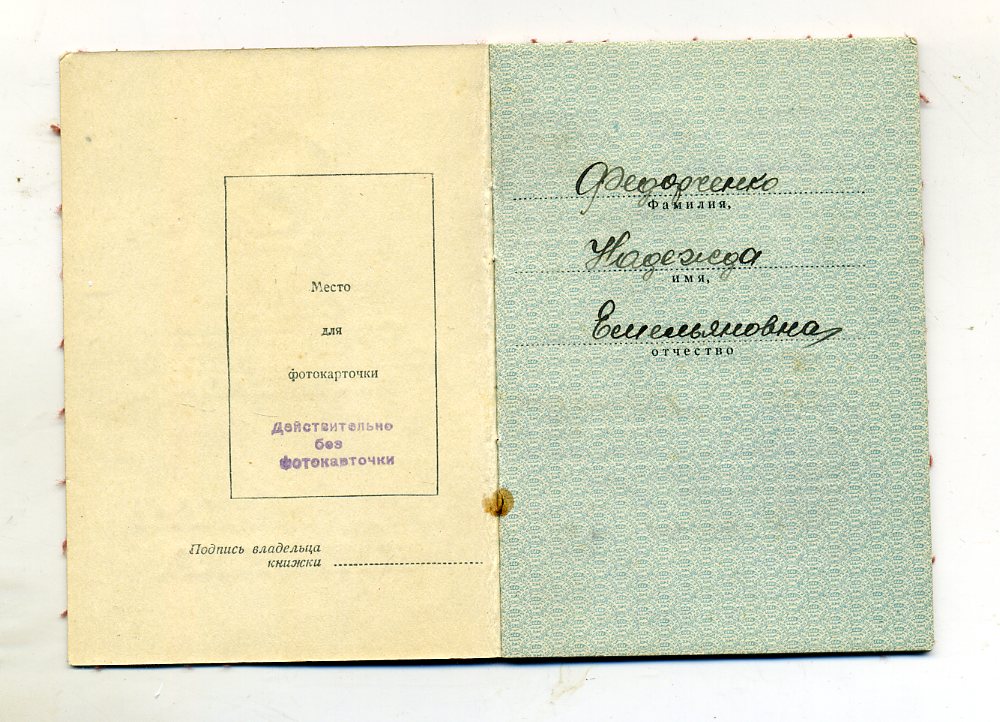 Место
для
фотокарточки
Действительно
без
фотокарточки
Подпись владельца
книжки
Федорченко
Фамилия,
Надежда
имя,
Емельяновна
отчество